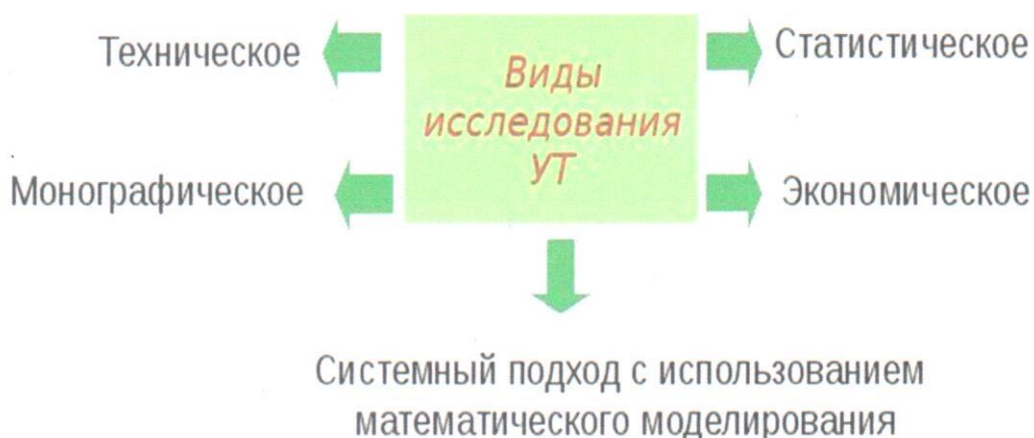 Техническое
Статистическое
Виды
исследования
УТ
Монографическое
Экономическое
Системный подход с использованием
математического моделирования